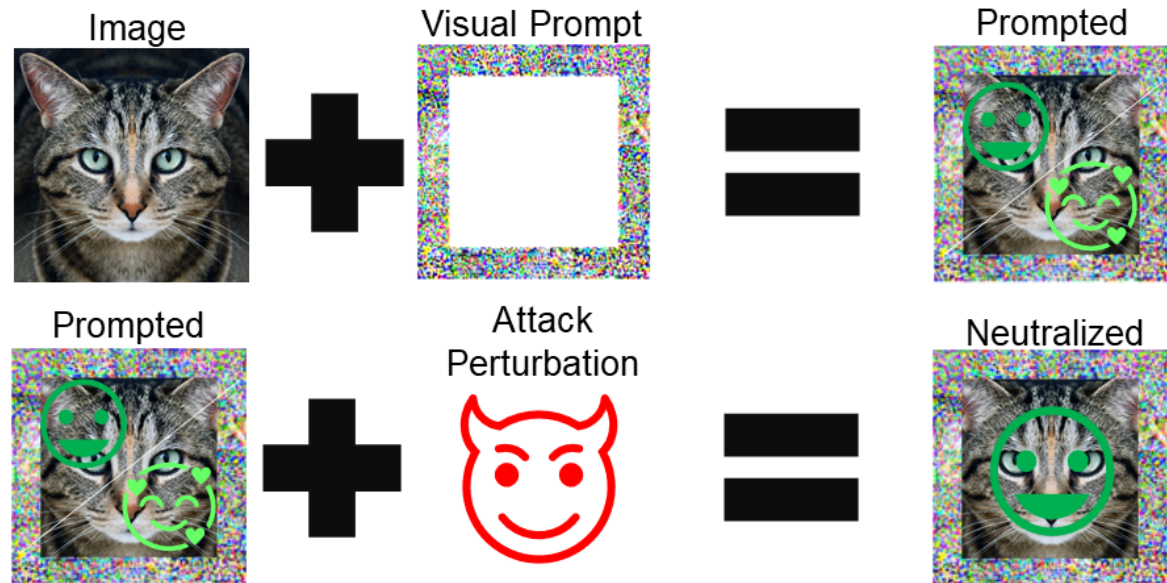 Image
Visual Prompt
Prompted
Prompted
Attack
Perturbation
Neutralized